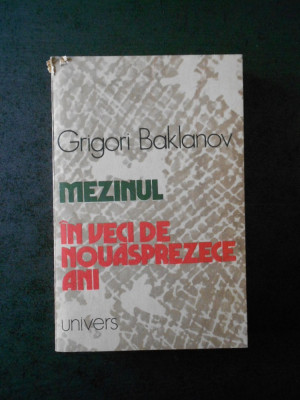 Grigori Baklanov
MEZINUL
ÎN VECI DE
NOUĂSPREZECE
ANI
univers